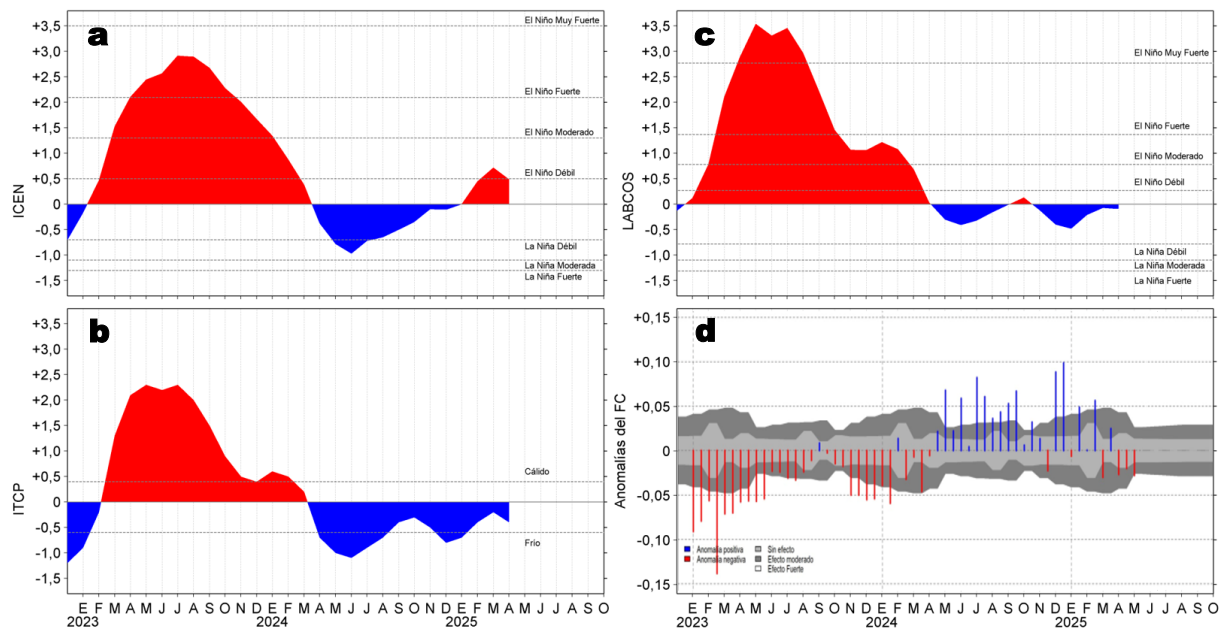 a
ICEN
+3,5
+3,0
+2,5
+2,0
+1,5
+1,0
+0,5
0
-0,5
-1,0
-1,5
El Niño Muy Fuerte
El Niño Fuerte
El Niño Moderado
El Niño Débil
La Niña Débil
La Niña Moderada
La Niña Fuerte
c
LABCOS
+3,5
+3,0
+2,5
+2,0
+1,5
+1,0
+0,5
0
-0,5
-1,0
-1,5
El Niño Muy Fuerte
El Niño Fuerte
El Niño Moderado
El Niño Débil
La Niña Débil
La Niña Moderada
La Niña Fuerte
b
ITCP
+3,5
+3,0
+2,5
+2,0
+1,5
+1,0
+0,5
0
-0,5
-1,0
-1,5
Cálido
Frío
E F M A M J J A S O N D E F M A M J J A S O N D E F M A M J J A S O
2023 2024 2025
d
Anomalias del FC
+0,15
+0,10
+0,05
0
-0,05
-0,10
-0,15
Anomalía positiva
Anomalía negativa
Sin efecto
Efecto moderado
Efecto Fuerte
E F M A M J J A S O N D E F M A M J J A S O N D E F M A M J J A S O
2023 2024 2025